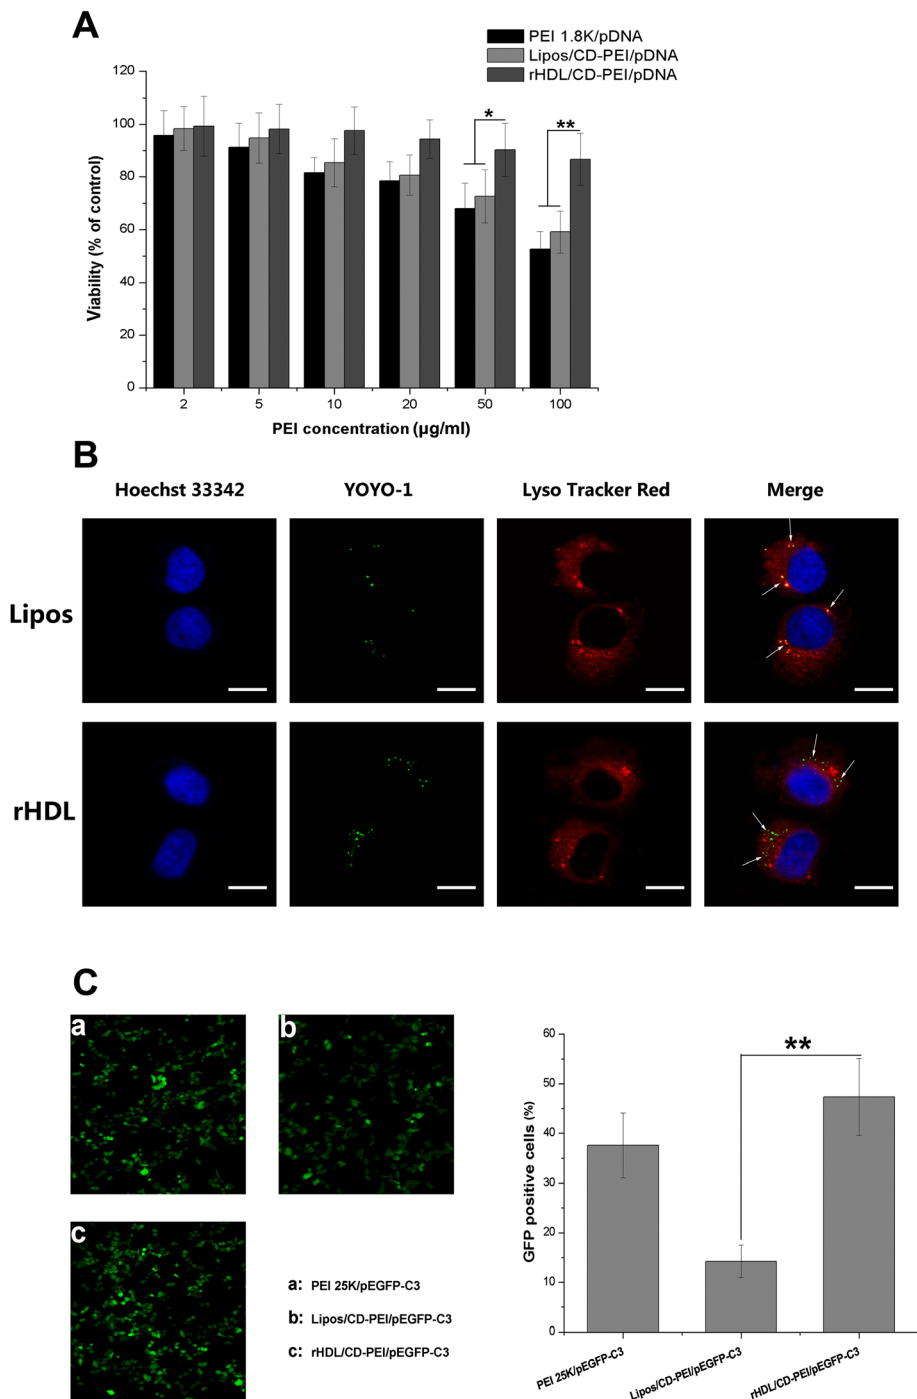 A
PEI 1.8K/pDNA
Lipos/CD-PEI/pDNA
rHDL/CD-PEI/pDNA
120
100
80
60
40
20
0
*
**
Viability (% of control)
2 5 10 20 50 100
PEI concentration (μg/ml)
B
Hoechst 33342 YOYO-1 Lyso Tracker Red Merge
Lipos
rHDL
C
a
b
c
a: PEI 25K/pEGFP-C3
b: Lipos/CD-PEI/pEGFP-C3
c: rHDL/CD-PEI/pEGFP-C3
60
50
40
30
20
10
0
**
GFP positive cells (%)
PEI 25K/pEGFP-C3
Lipos/CD-PEI/pEGFP-C3
rHDL/CD-PEI/pEGFP-C3